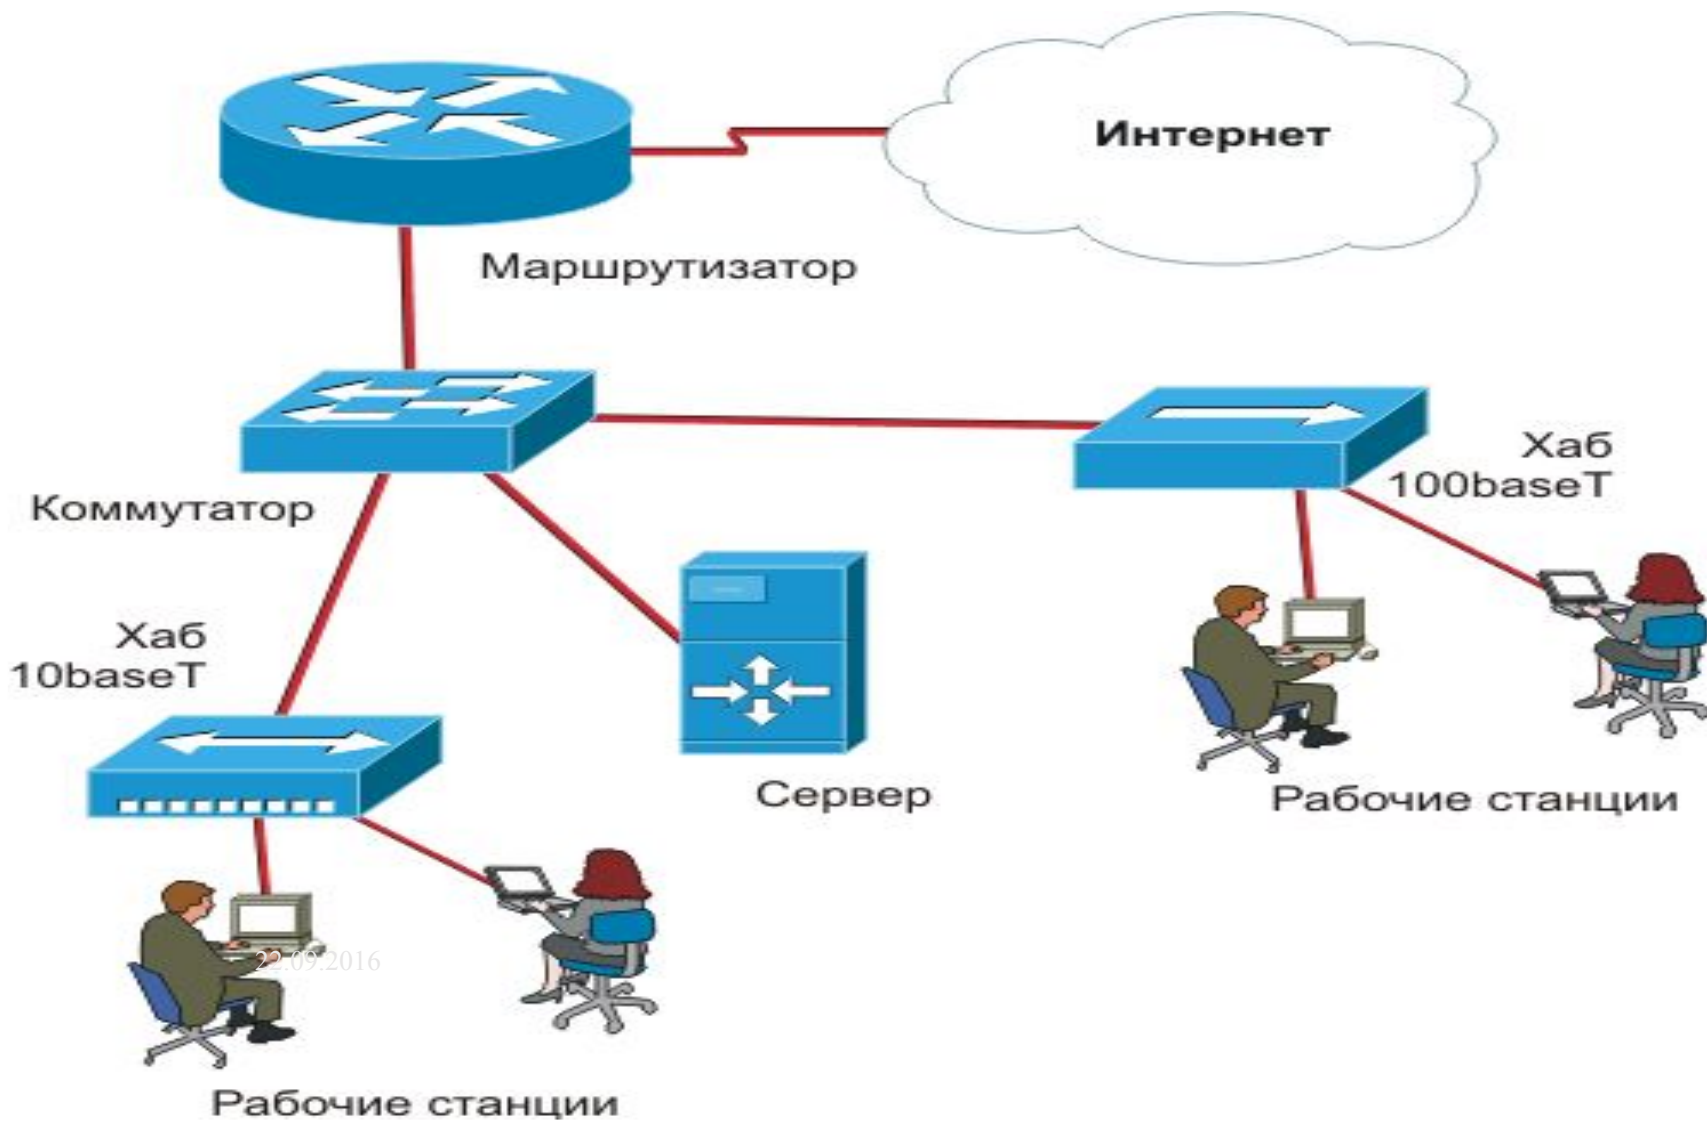 Интернет
Маршрутизатор
Хаб
100baseT
Коммутатор
Хаб
10baseT
Сервер
Рабочие станции
22.09.2016
Рабочие станции